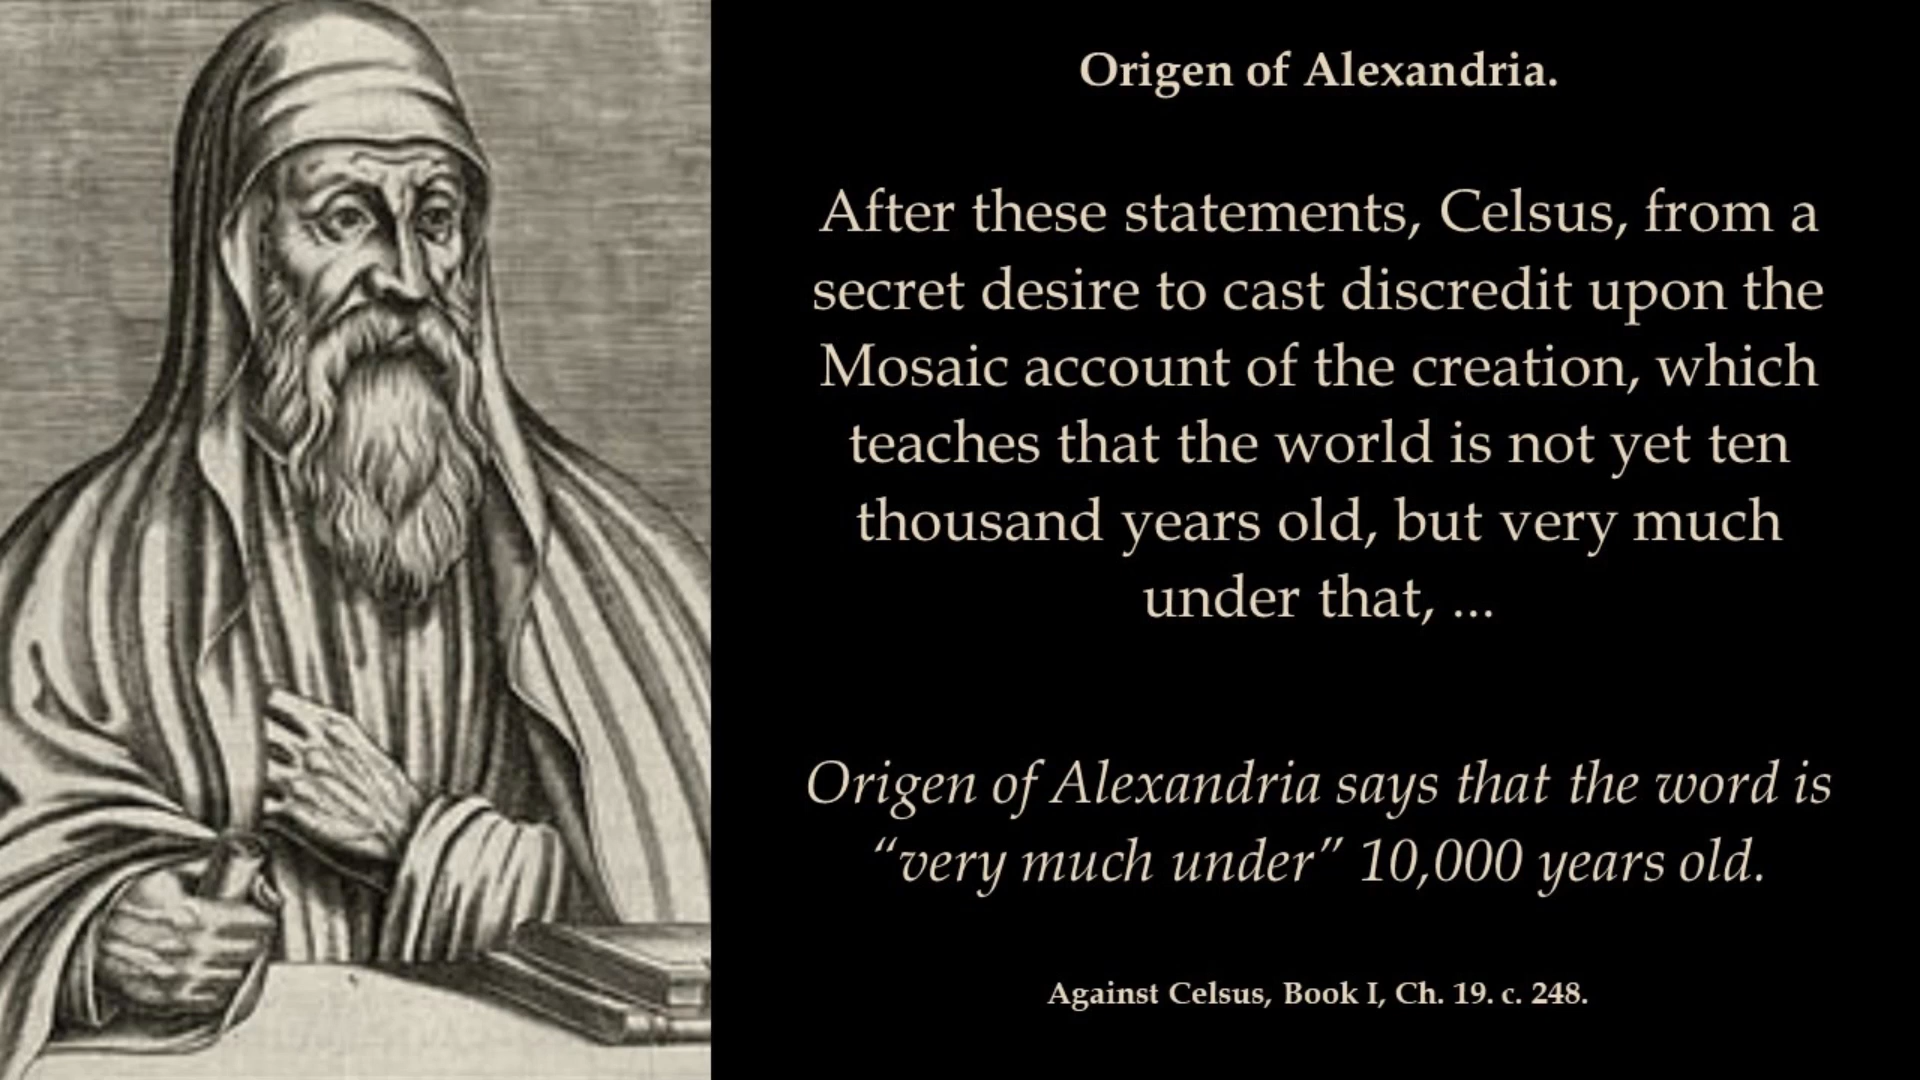 Origen of Alexandria.
After these statements, Celsus, from a
secret desire to cast discredit upon the
Mosaic account of the creation, which
teaches that the world is not yet ten
thousand years old, but very much
under that, ...
Origen of Alexandria says that the word is
“very much under” 10,000 years old.
Against Celsus, Book I, Ch. 19. c. 248.